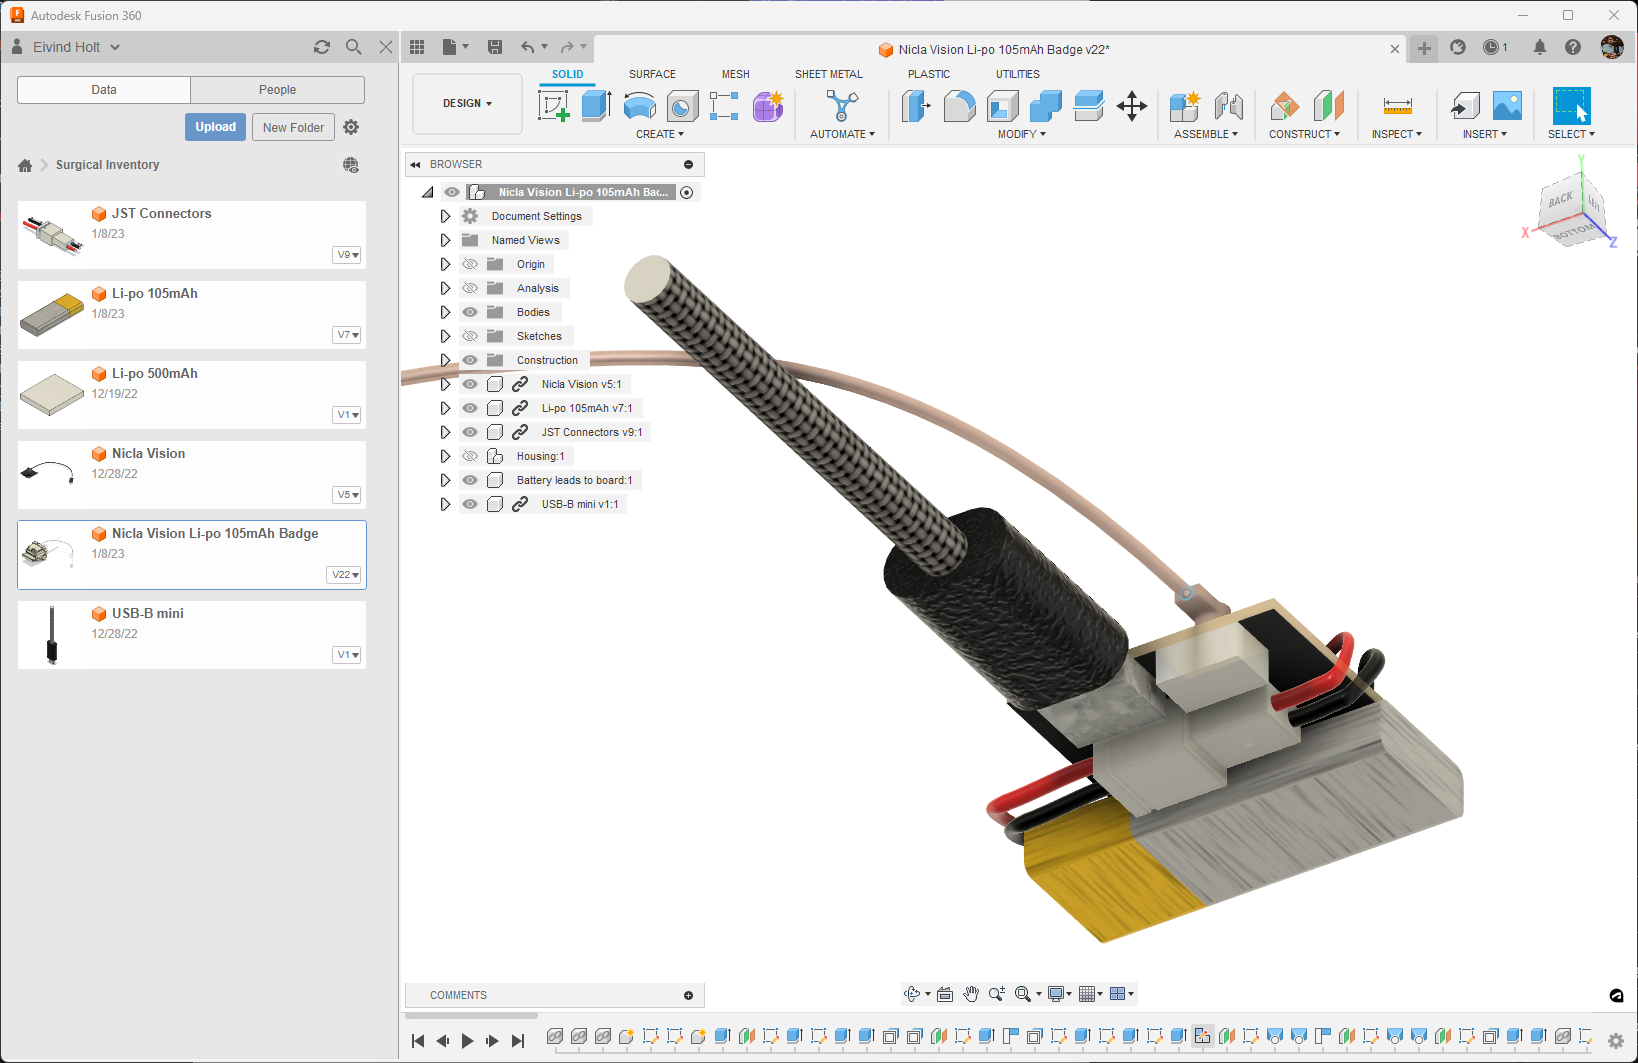 Autodesk Fusion 360
Eivind Holt
Nicla Vision Li-po 105mAh Badge v22*
1
Data
People
Upload
New Folder
Surgical Inventory
JST Connectors
1/8/23
V9
Li-po 105mAh
1/8/23
V7
Li-po 500mAh
12/19/22
V1
Nicla Vision
12/28/22
V5
Nicla Vision Li-po 105mAh Badge
1/8/23
V22
USB-B mini
12/28/22
V1
DESIGN
SOLID
SURFACE
MESH
SHEET METAL
PLASTIC
UTILITIES
CREATE
AUTOMATE
MODIFY
ASSEMBLE
CONSTRUCT
INSPECT
INSERT
SELECT
BROWSER
Nicla Vision Li-po 105mAh Bac...
Document Settings
Named Views
Origin
Analysis
Bodies
Sketches
Construction
Nicla Vision v5:1
Li-po 105mAh v7:1
JST Connectors v9:1
Housing:1
Battery leads to board:1
USB-B mini v1:1
Y
BACK
LEFT
BOTTOM
X
Z
COMMENTS